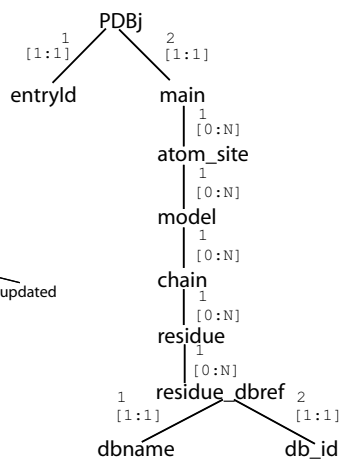 PDBj
1 2
[1:1] [1:1]
entryId main
1
[0:N]
atom_site
1
[0:N]
model
1
[0:N]
chain
updated
1
[0:N]
residue
1
[0:N]
residue_dbref
1 2
[1:1] [1:1]
dbname db_id